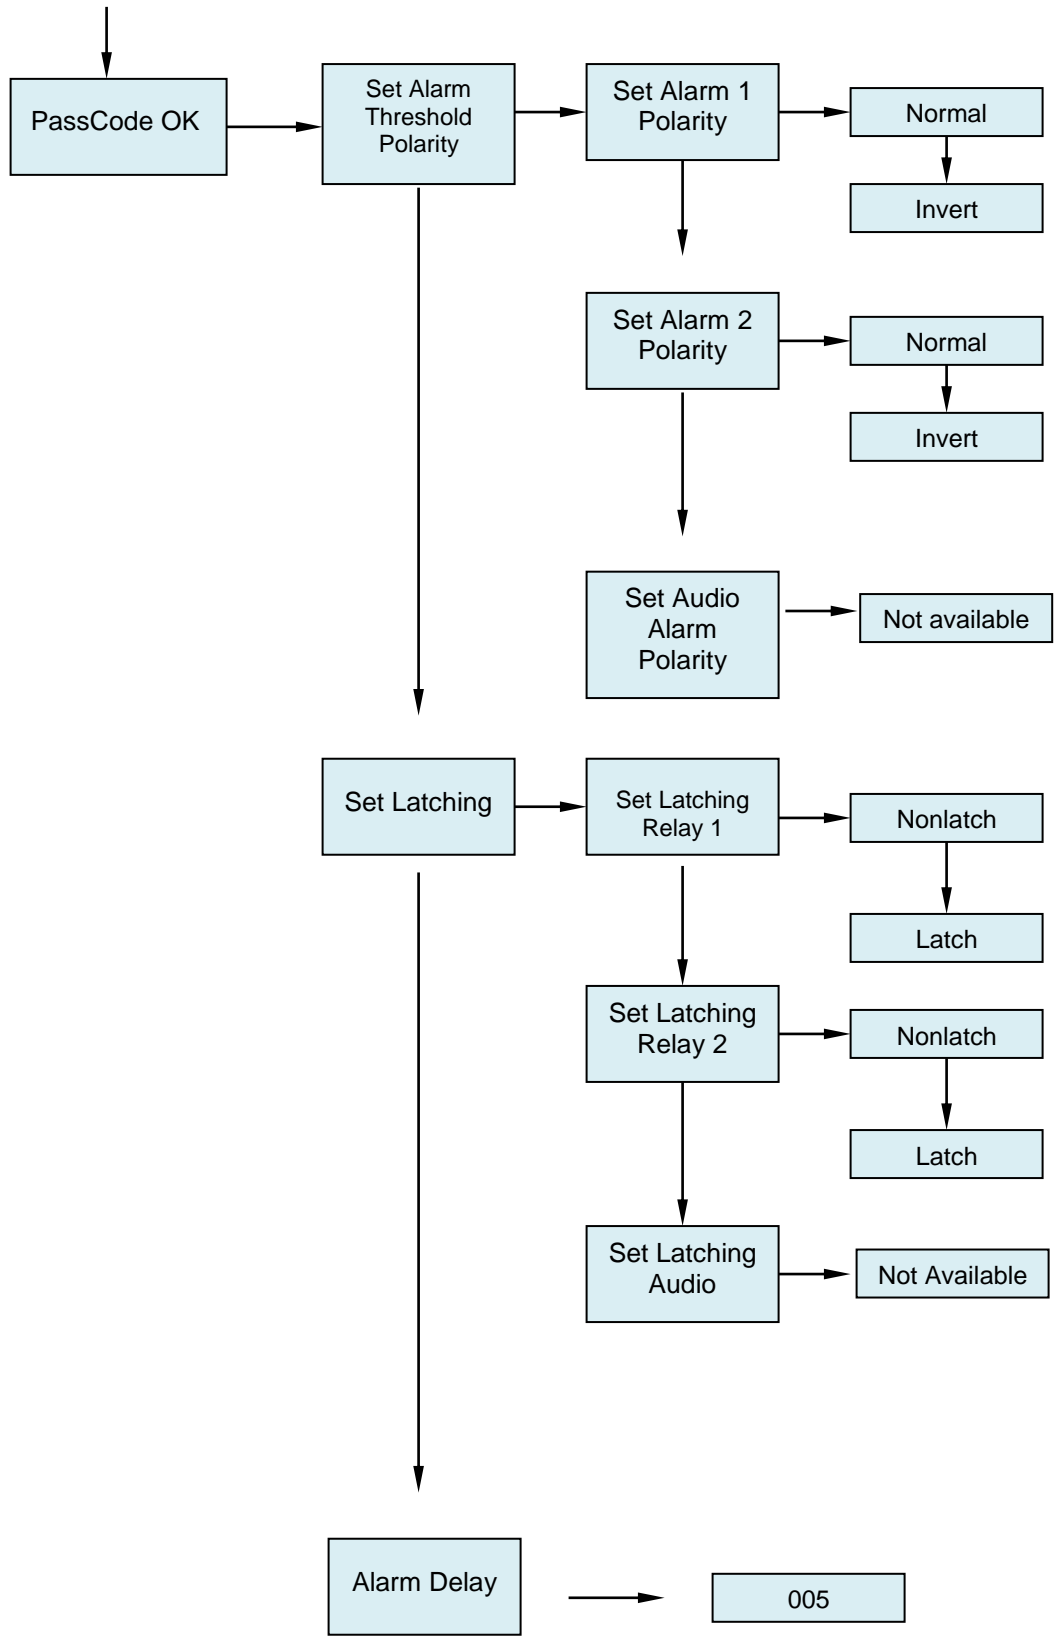 PassCode OK
Set Alarm
Threshold
Polarity
Set Alarm 1
Polarity
Normal
Invert
Set Alarm 2
Polarity
Normal
Invert
Set Audio
Alarm
Polarity
Not available
Set Latching
Set Latching
Relay 1
Nonlatch
Latch
Set Latching
Relay 2
Nonlatch
Latch
Set Latching
Audio
Not Available
Alarm Delay
005